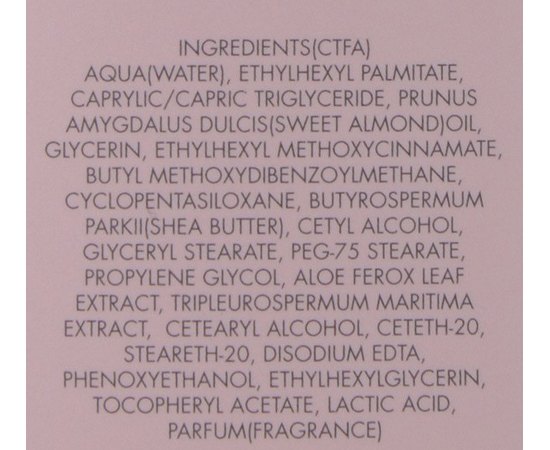 INGREDIENTS(CTFA)
AQUA(WATER), ETHYLHEXYL PALMITATE,
CAPRYLIC/CAPRIC TRIGLYCERIDE, PRUNUS
AMYGDALUS DULCIS(SWEET ALMOND)OIL,
GLYCERIN, ETHYLHEXYL METHOXYCINNAMATE,
BUTYL METHOXYDIBENZOYLMETHANE,
CYCLOPENTASILOXANE, BUTYROSPERMUM
PARKII(SHEA BUTTER), CETYL ALCOHOL,
GLYCERYL STEARATE, PEG-75 STEARATE,
PROPYLENE GLYCOL, ALOE FEROX LEAF
EXTRACT, TRIPLEUROSPERMUM MARITIMA
EXTRACT, CETEARYL ALCOHOL, CETETH-20,
STEARETH-20, DISODIUM EDTA,
PHENOXYETHANOL, ETHYLHEXYLGLYCERIN,
TOCOPHERYL ACETATE, LACTIC ACID,
PARFUM(FRAGRANCE)